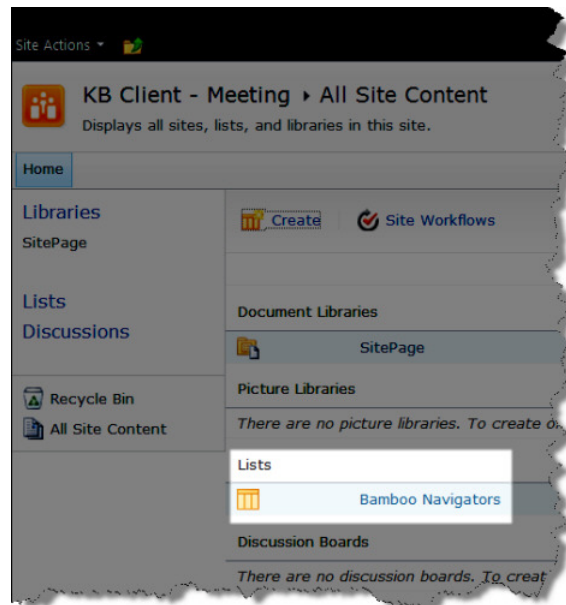 Site Actions
KB Client - Meeting ▸ All Site Content
Displays all sites, lists, and libraries in this site.
Home
Libraries
SitePage
Lists
Discussions
Recycle Bin
All Site Content
Create
Site Workflows
Document Libraries
SitePage
Picture Libraries
There are no picture libraries. To create
Lists
Bamboo Navigators
Discussion Boards
There are no discussion boards. To creat